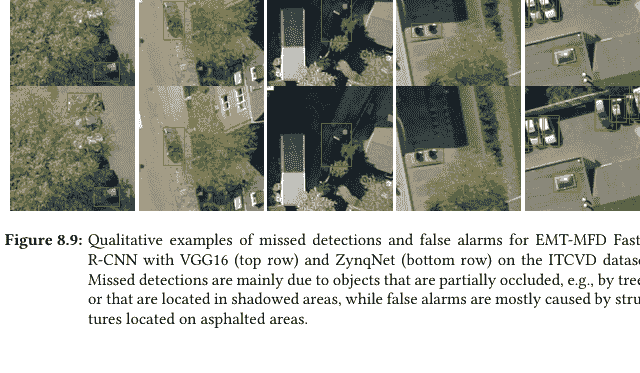 Figure 8.9: Qualitative examples of missed detections and false alarms for EMT-MFD Fast
R-CNN with VGG16 (top row) and ZynqNet (bottom row) on the ITCVD datase
Missed detections are mainly due to objects that are partially occluded, e.g., by tree
or that are located in shadowed areas, while false alarms are mostly caused by stru
tures located on asphalted areas.